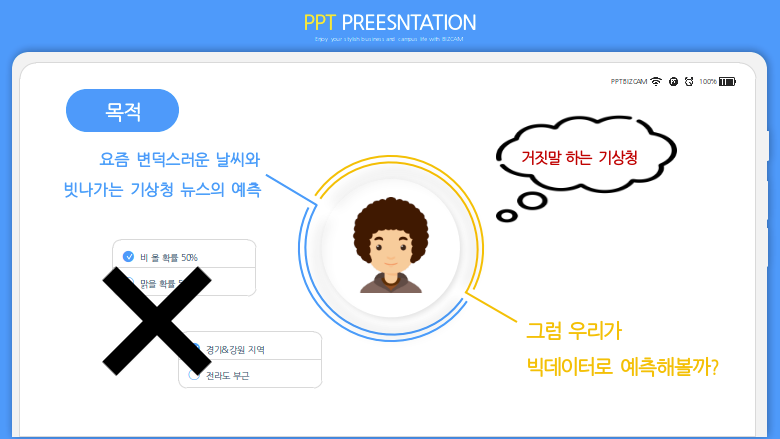 PPT PREESNTATION
Enjoy your stylish business and campus life with BIZCAM
PPTBIZCAM
100%
목적
요즘 변덕스러운 날씨와
빗나가는 기상청 뉴스의 예측
거짓말 하는 기상청
비 올 확률 50%
맑을 확률
경기&강원 지역
전라도 부근
그럼 우리가
빅데이터로 예측해볼까?